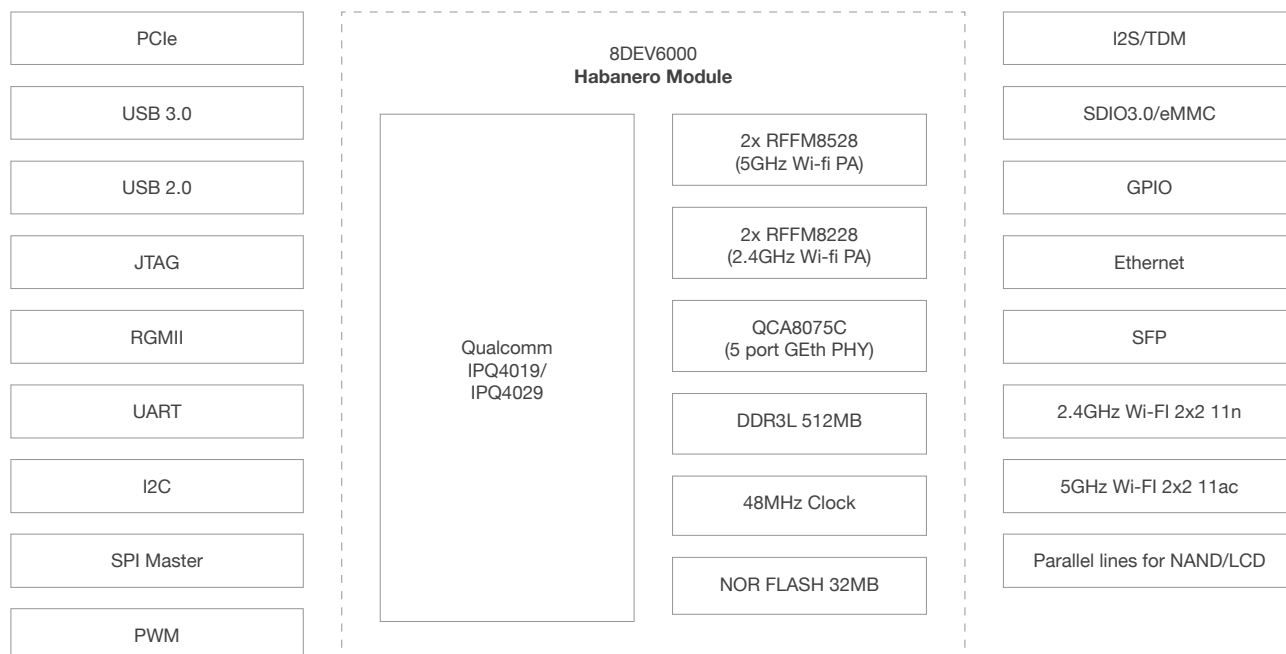 PCIe
USB 3.0
USB 2.0
JTAG
RGMII
UART
I2C
SPI Master
PWM
8DEV6000
Habanero Module
Qualcomm
IPQ4019/
IPQ4029
2x RFFM8528
(5GHz Wi-fi PA)
2x RFFM8228
(2.4GHz Wi-fi PA)
QCA8075C
(5 port GEth PHY)
DDR3L 512MB
48MHz Clock
NOR FLASH 32MB
I2S/TDM
SDIO3.0/eMMC
GPIO
Ethernet
SFP
2.4GHz Wi-FI 2x2 11n
5GHz Wi-FI 2x2 11ac
Parallel lines for NAND/LCD